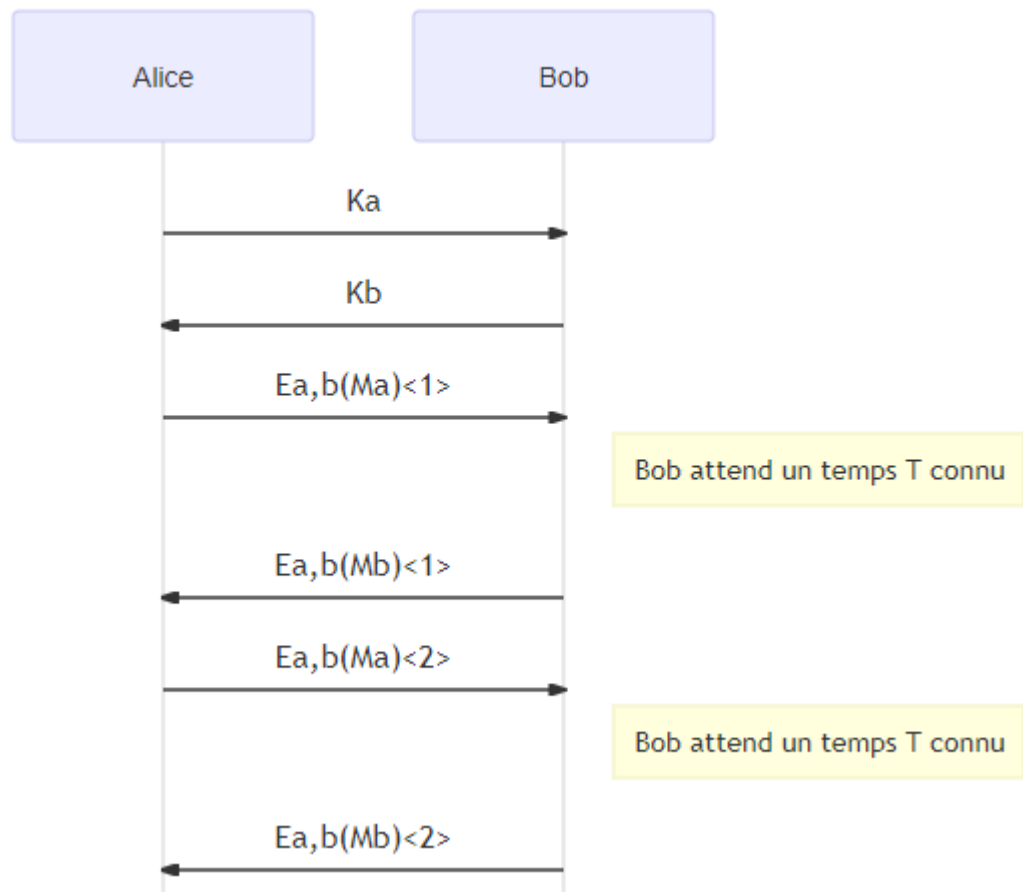 Alice
Bob
Ka
Kb
Ea,b(Ma)<1>
Bob attend un temps T connu
Ea,b(Mb)<1>
Ea,b(Ma)<2>
Bob attend un temps T connu
Ea,b(Mb)<2>